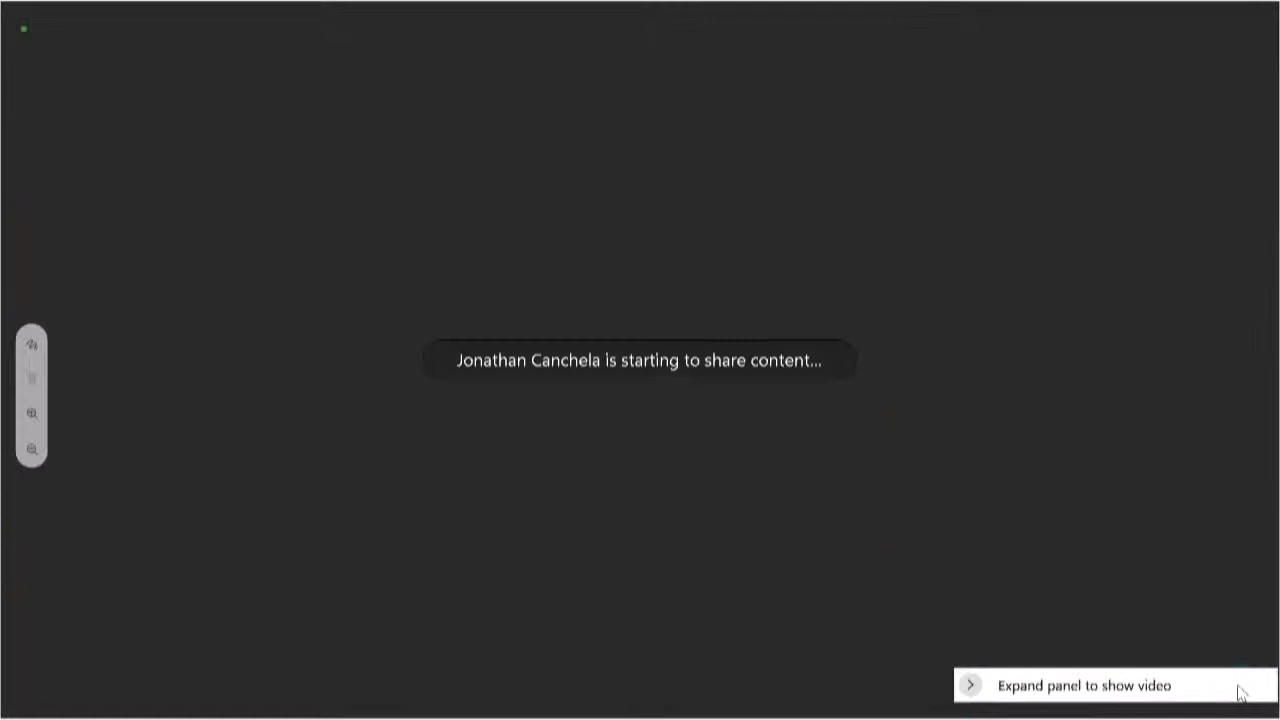 Jonathan Canchela is starting to share content...
Expand panel to show video